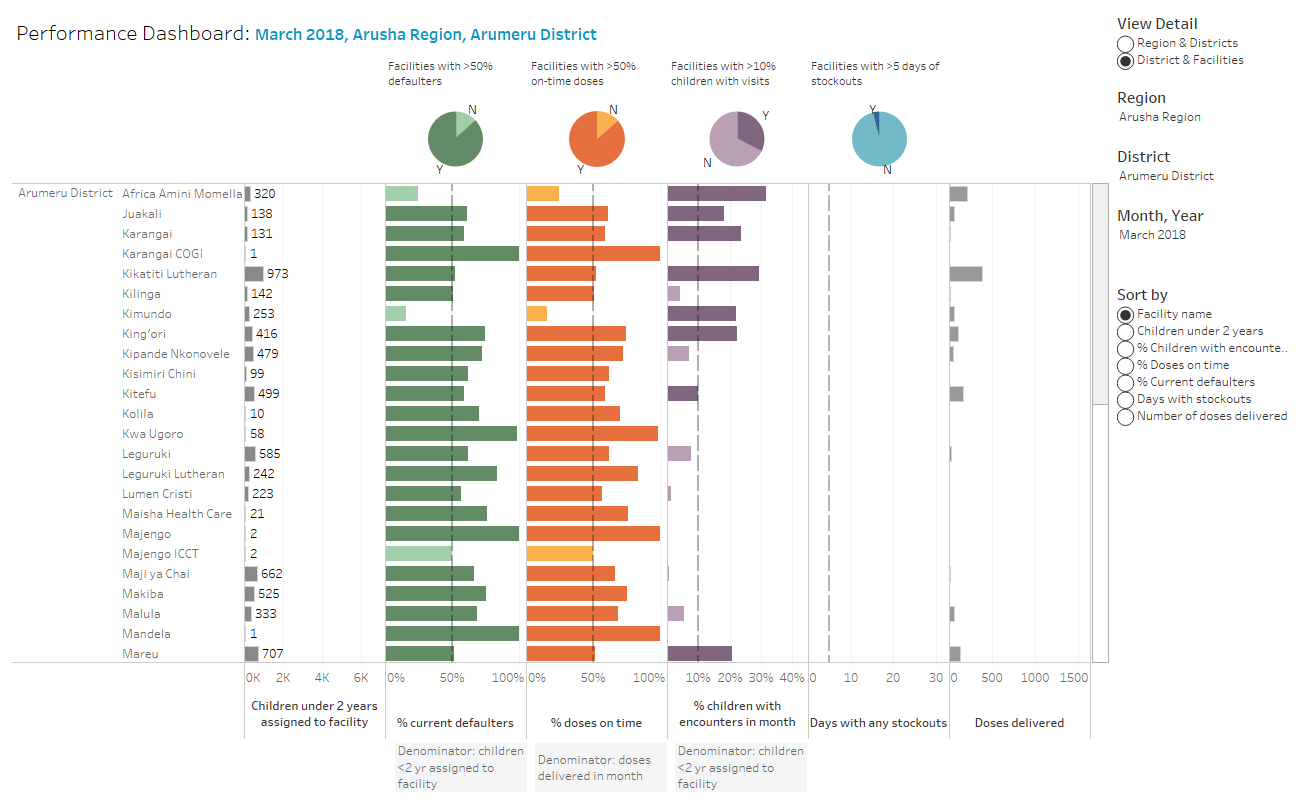 Performance Dashboard: March 2018, Arusha Region, Arumeru District
Facilities with >50%
defaulters
Facilities with >50%
on-time doses
Facilities with >10%
children with visits
Facilities with >5 days of
stockouts
N
Y
N
Y
Y
N
Y
N
Arumeru District
Africa Amini Momella 320
Juakali 138
Karangai 131
Karangai COGI 1
Kikatiti Lutheran 973
Kilinga 142
Kimundo 253
King'ori 416
Kipande Nkonovele 479
Kisimiri Chini 99
Kitefu 499
Kolila 10
Kwa Ugoro 58
Leguruki 585
Leguruki Lutheran 242
Lumen Cristi 223
Maisha Health Care 21
Majengo 2
Majengo ICCT 2
Maji ya Chai 662
Makiba 525
Malula 333
Mandela 1
Mareu 707
0K 2K 4K 6K
0% 50% 100%
0% 50% 100%
10% 20% 30% 40%
0 10 20 30
0 500 1000 1500
Children under 2 years
assigned to facility
% current defaulters
% doses on time
% children with
encounters in month
Days with any stockouts
Doses delivered
Denominator: children
<2 yr assigned to
facility
Denominator: doses
delivered in month
Denominator: children
<2 yr assigned to
facility
View Detail
Region & Districts
District & Facilities
Region
Arusha Region
District
Arumeru District
Month, Year
March 2018
Sort by
Facility name
Children under 2 years
% Children with encounte..
% Doses on time
% Current defaulters
Days with stockouts
Number of doses delivered